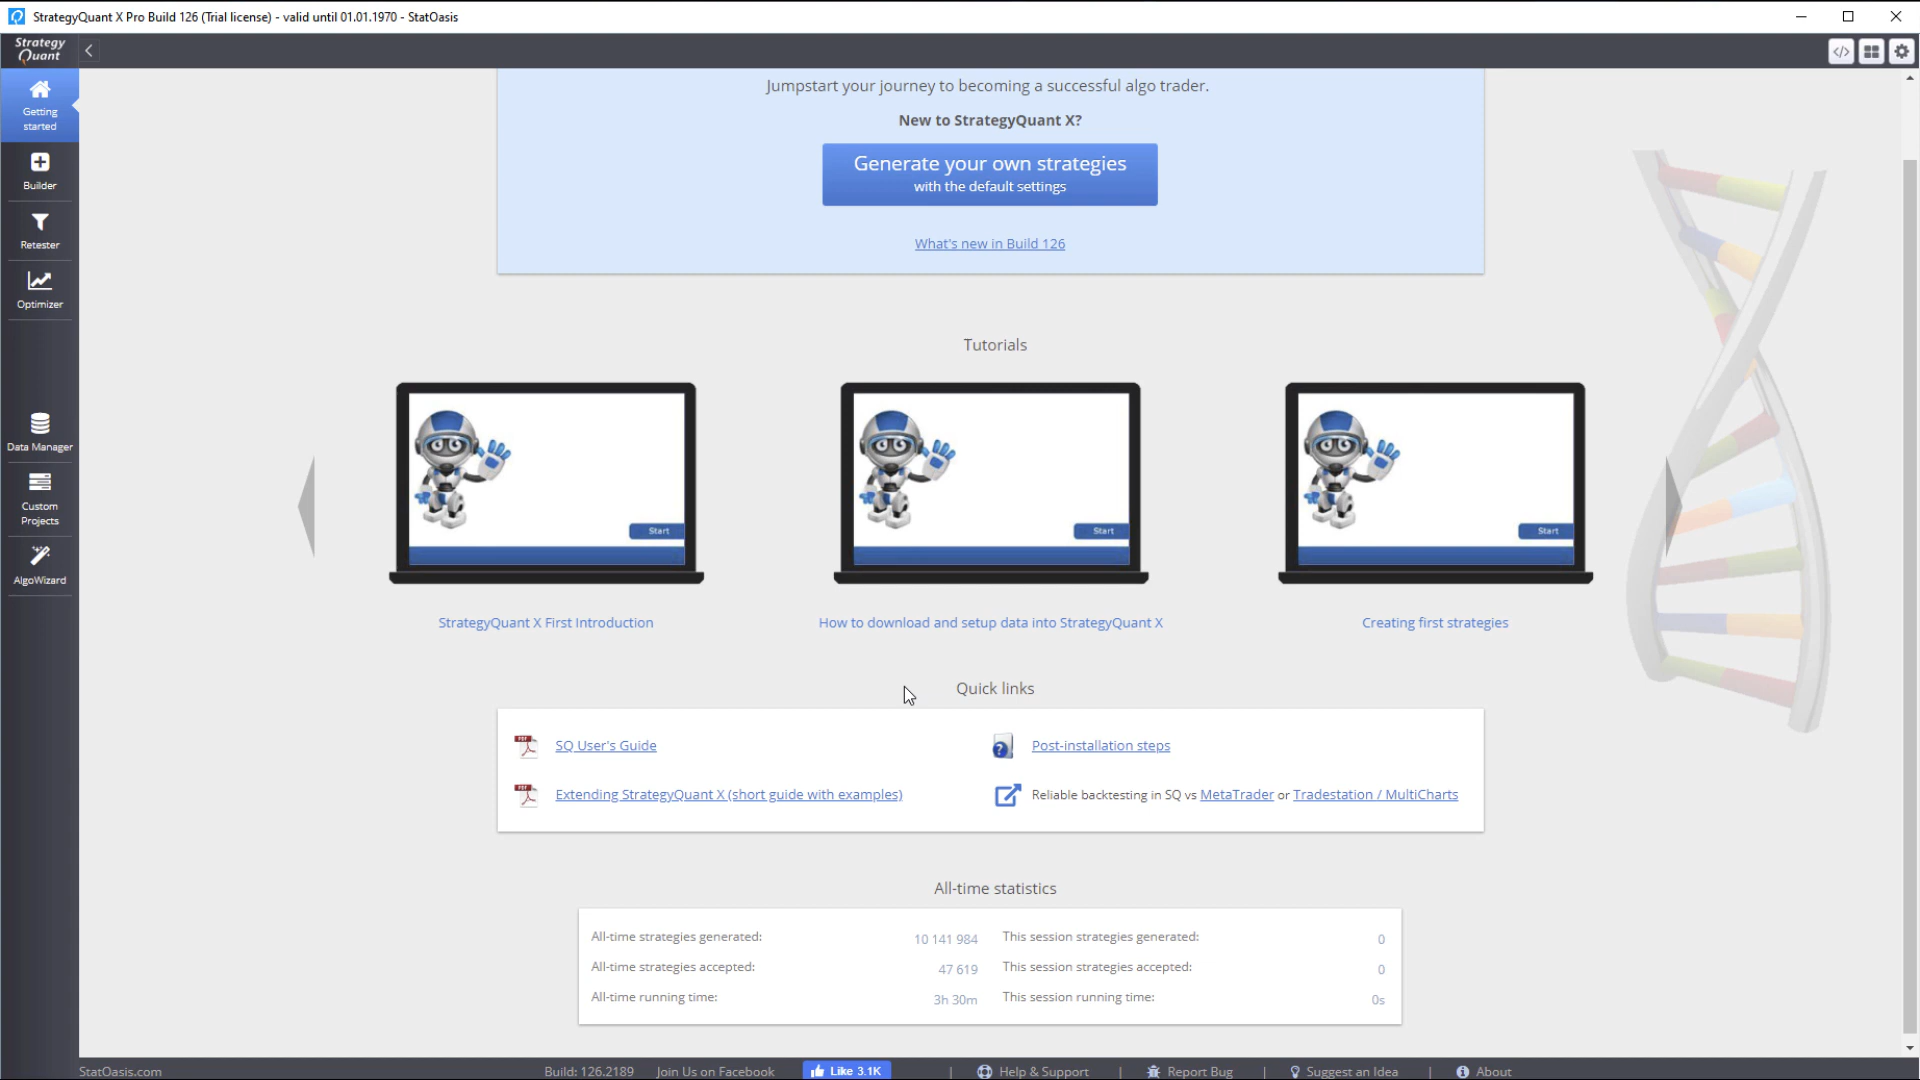 StrategyQuant X Pro Build 126 (Trial license) - valid until 01.01.1970 - StatOasis
Strategy
Quant
Getting
started
Builder
Retester
Optimizer
Data Manager
Custom
Projects
AlgoWizard
Jumpstart your journey to becoming a successful algo trader.
New to StrategyQuant X?
Generate your own strategies
with the default settings
What's new in Build 126
Tutorials
Start
Start
Start
StrategyQuant X First Introduction
How to download and setup data into StrategyQuant X
Creating first strategies
Quick links
PDF
SQ User's Guide
? Post-installation steps
PDF
Extending StrategyQuant X (short guide with examples)
Reliable backtesting in SQ vs MetaTrader or Tradestation / MultiCharts
All-time statistics
All-time strategies generated: 10 141 984 This session strategies generated: 0
All-time strategies accepted: 47 619 This session strategies accepted: 0
All-time running time: 3h 30m This session running time: 0s
StatOasis.com Build: 126.2189 Join Us on Facebook Like 3.1K | Help & Support | Report Bug | Suggest an Idea | About